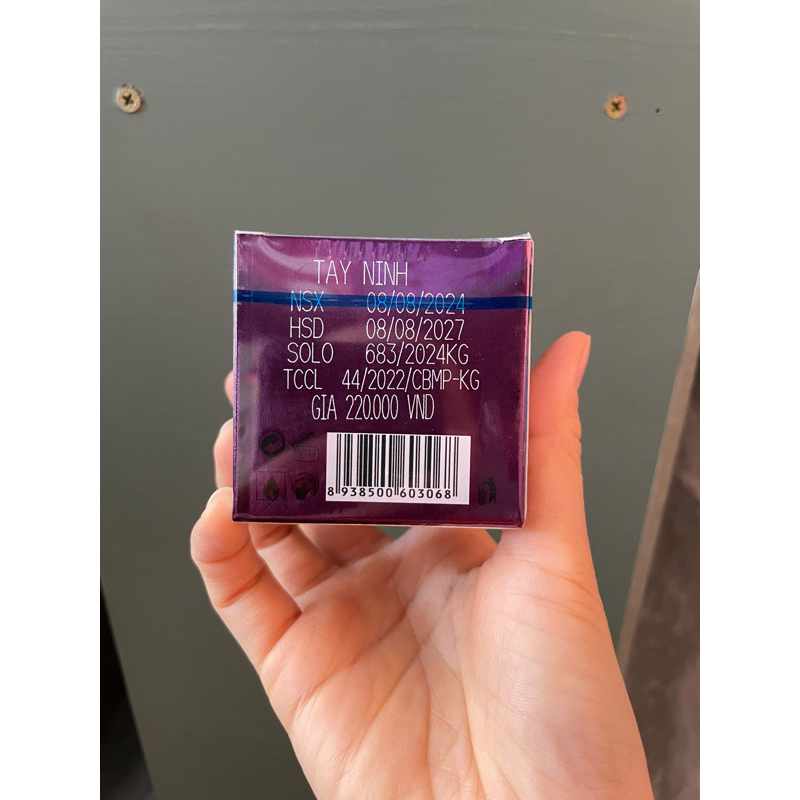 TAY NINH
NSX 08/08/2024
HSD 08/08/2027
SOLO 683/2024KG
TCCL 44/2022/CBMP-KG
GIA 220.000 VND
8 938500 603068